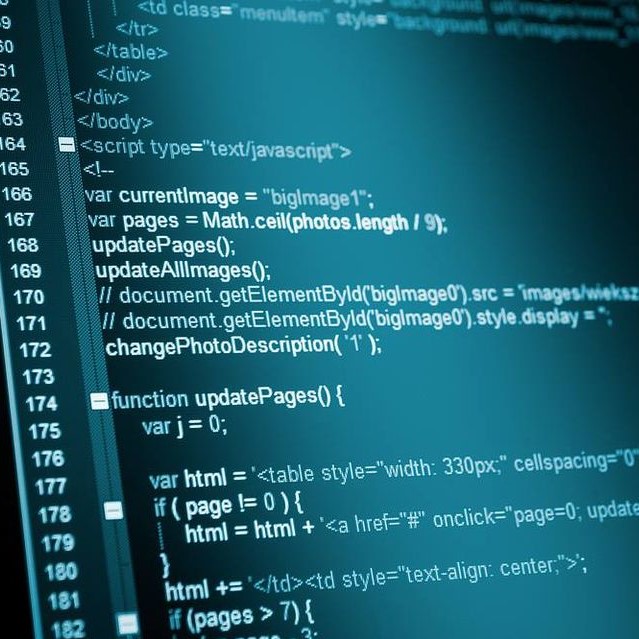 <td class="menuItem" style="background: url(images/
59 </tr>
60 </table>
61 </div>
62 </div>
63 </body>
164 <script type="text/javascript">
165 <!--
166 var currentImage = "bigImage1";
167 var pages = Math.ceil(photos.length / 9);
168 updatePages();
169 updateAllImages();
170 // document.getElementById('bigImage0').src = 'images/wieksz
171 // document.getElementById('bigImage0').style.display = '';
172 changePhotoDescription( '1' );
173
174 function updatePages() {
175 var j = 0;
176
177 var html = '<table style="width: 330px;" cellspacing="0"
178 if ( page != 0 ) {
179 html = html + '<a href="#" onclick="page=0; update
180 }
181 html += '</td><td style="text-align: center;">';
182 if (pages > 7) {